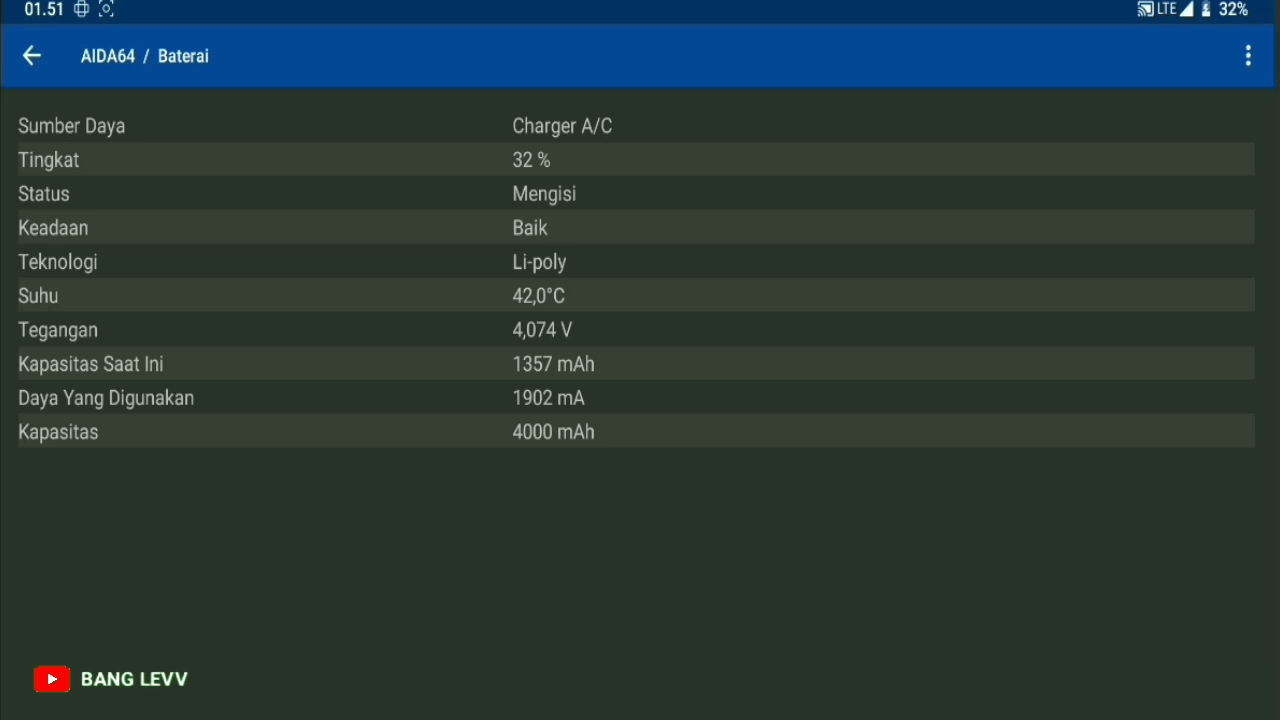 01.51 LTE 32%
AIDA64 / Baterai
Sumber Daya Charger A/C
Tingkat 32 %
Status Mengisi
Keadaan Baik
Teknologi Li-poly
Suhu 42,0°C
Tegangan 4,074 V
Kapasitas Saat Ini 1357 mAh
Daya Yang Digunakan 1902 mA
Kapasitas 4000 mAh
BANG LEVV